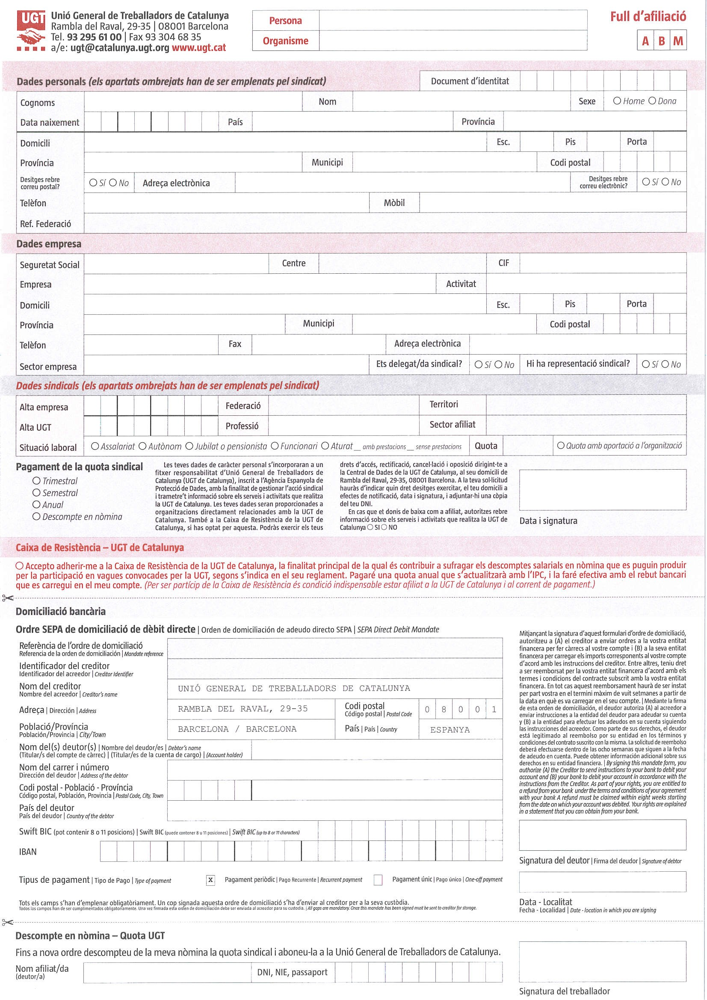 UGT
Unió General de Treballadors de Catalunya
Rambla del Raval, 29-35 | 08001 Barcelona
Tel. 93 295 61 00 | Fax 93 304 68 35
a/e: ugt@catalunya.ugt.org www.ugt.cat
Persona
Organisme
Full d’afiliació
A B M
Dades personals (els apartats ombrejats han de ser emplenats pel sindicat)
Document d’identitat
Cognoms Nom Sexe Home Dona
Data naixement País Província
Domicili Esc. Pis Porta
Província Municipi Codi postal
Desitges rebre
correu postal?
Sí No Adreça electrònica
Desitges rebre
correu electrònic?
Sí No
Telèfon Mòbil
Ref. Federació
Dades empresa
Seguretat Social Centre CIF
Empresa Activitat
Domicili Esc. Pis Porta
Província Municipi Codi postal
Telèfon Fax Adreça electrònica
Sector empresa Ets delegat/da sindical? Sí No Hi ha representació sindical? Sí No
Dades sindicals (els apartats ombrejats han de ser emplenats pel sindicat)
Alta empresa Federació Territori
Alta UGT Professió Sector afiliat
Situació laboral Assalariat Autònom Jubilat o pensionista Funcionari Aturat __ amb prestacions __ sense prestacions Quota Quota amb aportació a l’organització
Pagament de la quota sindical
Trimestral
Semestral
Anual
Descompte en nòmina
Les teves dades de caràcter personal s’incorporaran a un
fitxer responsabilitat d’Unió General de Treballadors de
Catalunya (UGT de Catalunya), inscrit a l’Agència Espanyola de
Protecció de Dades, amb la finalitat de gestionar l’acció sindical
i trametre’t informació sobre els serveis i activitats que realitza
la UGT de Catalunya. Les teves dades seran proporcionades a
organitzacions directament relacionades amb la UGT de
Catalunya. També a la Caixa de Resistència de la UGT de
Catalunya, si has optat per aquesta. Podràs exercir els teus
drets d’accés, rectificació, cancel·lació i oposició dirigint-te a
la Central de Dades de la UGT de Catalunya, al seu domicili de
Rambla del Raval, 29-35, 08001 Barcelona. A la teva sol·licitud
hauràs d’indicar quin dret desitges exercitar, el teu domicili a
efectes de notificació, data i signatura, i adjuntar-hi una còpia
del teu DNI.
En cas que et donis de baixa com a afiliat, autoritzes rebre
informació sobre els serveis i activitats que realitza la UGT de
Catalunya SI NO
Data i signatura
Caixa de Resistència – UGT de Catalunya
Accepto adherir-me a la Caixa de Resistència de la UGT de Catalunya, la finalitat principal de la qual és contribuir a sufragar els descomptes salarials en nòmina que es puguin produir
per la participació en vagues convocades per la UGT, segons s’indica en el seu reglament. Pagaré una quota anual que s’actualitzarà amb l’IPC, i la faré efectiva amb el rebut bancari
que es carregui en el meu compte. (Per ser partícip de la Caixa de Resistència és condició indispensable estar afiliat a la UGT de Catalunya i al corrent de pagament.)
Domiciliació bancària
Ordre SEPA de domiciliació de dèbit directe | Orden de domiciliación de adeudo directo SEPA | SEPA Direct Debit Mandate
Referència de l’ordre de domiciliació
Referencia de la orden de domiciliación | Mandate reference
Identificador del creditor
Identificador del acreedor | Creditor Identifier
Nom del creditor
Nombre del acreedor | Creditor’s name
UNIÓ GENERAL DE TREBALLADORS DE CATALUNYA
Adreça | Dirección | Address
RAMBLA DEL RAVAL, 29-35
Codi postal
Código postal | Postal Code
0 8 0 0 1
Població/Província
Población/Provincia | City/Town
BARCELONA / BARCELONA
País | País | Country
ESPANYA
Nom del(s) deutor(s) | Nombre del deudor/es | Debtor’s name
(Titular/s del compte de càrrec) | (Titular/es de la cuenta de cargo) | (Account holder)
Nom del carrer i número
Dirección del deudor | Address of the debtor
Codi postal - Població - Província
Código postal, Población, Provincia | Postal Code, City, Town
País del deutor
País del deudor | Country of the debtor
Swift BIC (pot contenir 8 o 11 posicions) | Swift BIC (puede contener 8 u 11 posiciones) | Swift BIC (up to 8 or 11 characters)
IBAN
Tipus de pagament | Tipo de Pago | Type of payment
X Pagament periòdic | Pago Recurrente | Recurrent payment
Pagament únic | Pago único | One-off payment
Tots els camps s’han d’emplenar obligatòriament. Un cop signada aquesta ordre de domiciliació s’ha d’enviar al creditor per a la seva custòdia.
Todos los campos han de ser cumplimentados obligatoriamente. Una vez firmada esta orden de domiciliación debe ser enviada al acreedor para su custodia. | All gaps are mandatory. Once this mandate has been signed must be sent to creditor for storage.
Mitjançant la signatura d’aquest formulari d’ordre de domiciliació,
autoritzeu a (A) el creditor a enviar ordres a la vostra entitat
financera per fer càrrecs al vostre compte i (B) a la seva entitat
financera per carregar els imports corresponents al vostre compte
d’acord amb les instruccions del creditor. Entre altres, teniu dret
a ser reemborsat per la vostra entitat financera d’acord amb els
termes i condicions del contracte subscrit amb la vostra entitat
financera. En tot cas aquest reemborsament haurà de ser instat
per part vostra en el termini màxim de vuit setmanes a partir de
la data en què es va carregar en el seu compte. | Mediante la firma
de esta orden de domiciliación, el deudor autoriza (A) al acreedor a
enviar instrucciones a la entidad del deudor para adeudar su cuenta
y (B) a la entidad para efectuar los adeudos en su cuenta siguiendo
las instrucciones del acreedor. Como parte de sus derechos, el deudor
está legitimado al reembolso por su entidad en los términos y
condiciones del contrato suscrito con la misma. La solicitud de reembolso
deberá efectuarse dentro de las ocho semanas que siguen a la fecha
de adeudo en cuenta. Puede obtener información adicional sobre sus
derechos en su entidad financiera. | By signing this mandate form, you
authorize (A) the Creditor to send instructions to your bank to debit your
account and (B) your bank to debit your account in accordance with the
instructions from the Creditor. As part of your rights, you are entitled to
a refund from your bank under the terms and conditions of your agreement
with your bank A refund must be claimed within eight weeks starting
from the date on which your account was debited. Your rights are explained
in a statement that you can obtain from your bank.
Signatura del deutor | Firma del deudor | Signature of debtor
Data - Localitat
Fecha - Localidad | Date - location in which you are signing
Descompte en nòmina – Quota UGT
Fins a nova ordre descompteu de la meva nòmina la quota sindical i aboneu-la a la Unió General de Treballadors de Catalunya.
Nom afiliat/da
(deutor/a)
DNI, NIE, passaport
Signatura del treballador